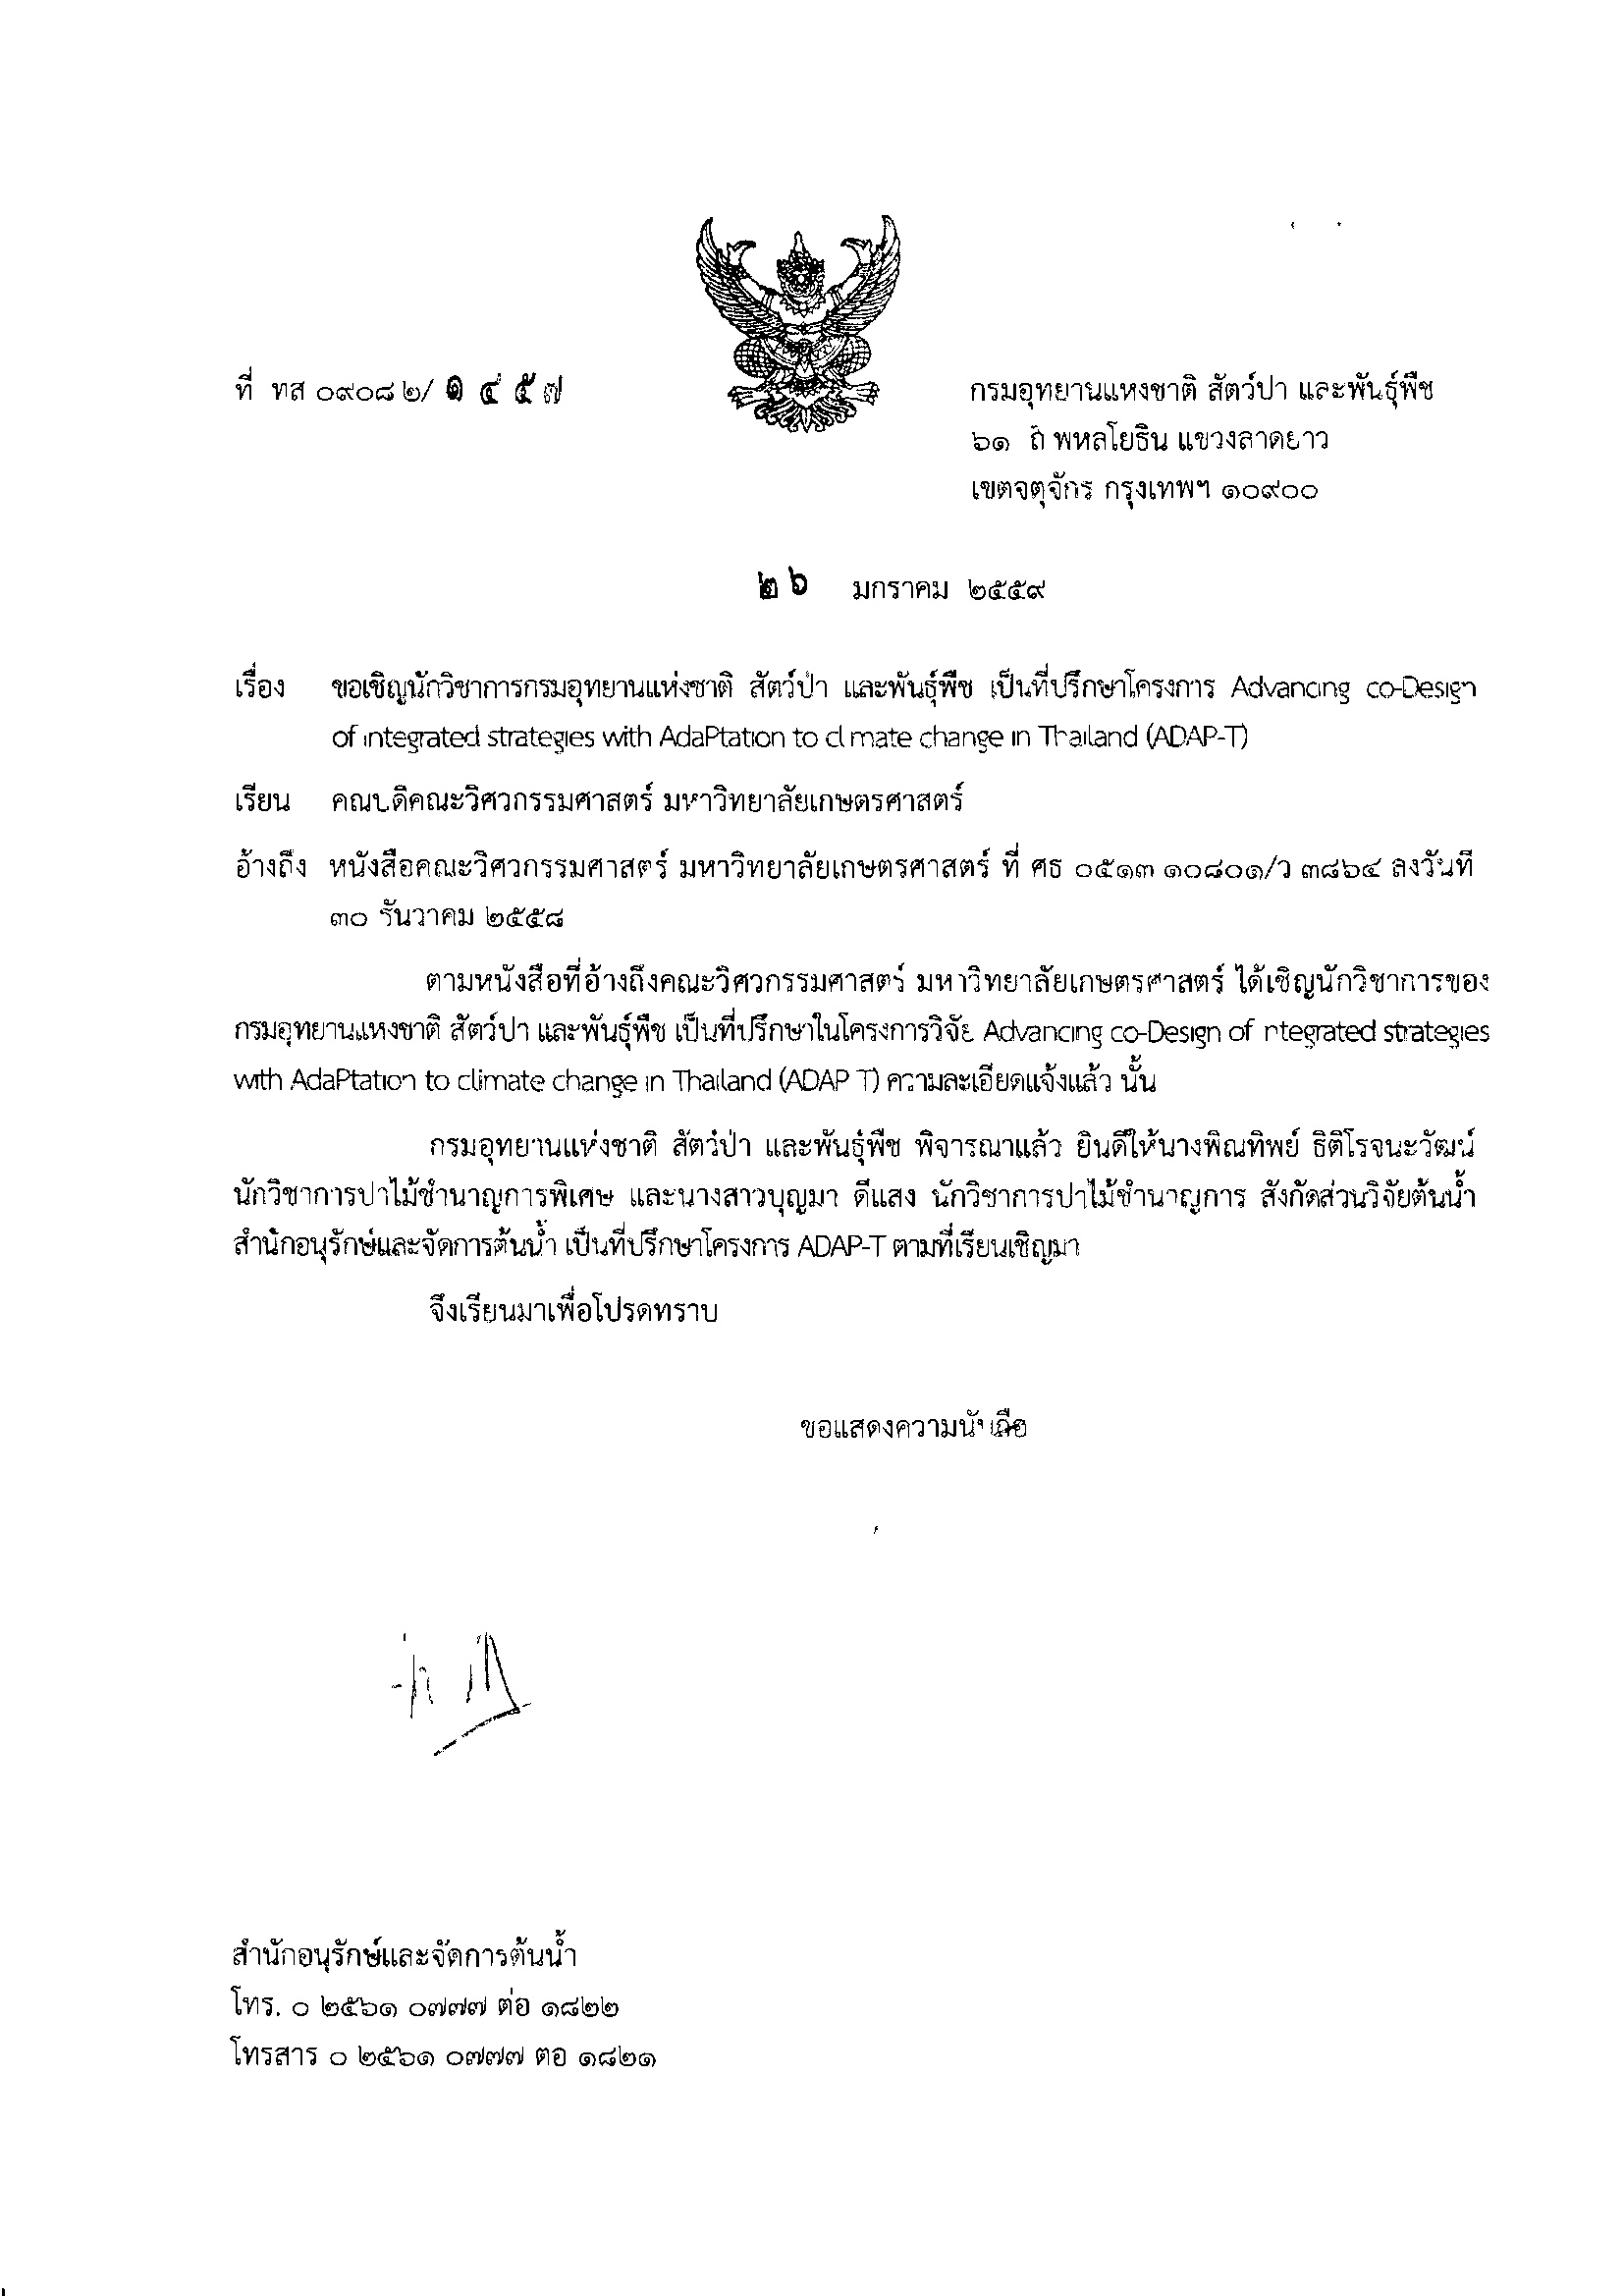 ที่ ทส ๐๙๐๘ ๒/ ๑ ๔ ๕ ๗
กรมอุทยานแหงชาติ สัตว์ปา และพันธุ์พืช
๖๑ ถ พหลโยธิน แขวงลาดยาว
เขตจตุจักร กรุงเทพฯ ๑๐๙๐๐
๒๖ มกราคม ๒๕๕๙
เรื่อง ขอเชิญนักวิชาการกรมอุทยานแห่งชาติ สัตว์ป่า และพันธุ์พืช เป็นที่ปรึกษาโครงการ Advancing co-Design
of integrated strategies with AdaPtation to climate change in Thailand (ADAP-T)
เรียน คณบดีคณะวิศวกรรมศาสตร์ มหาวิทยาลัยเกษตรศาสตร์
อ้างถึง หนังสือคณะวิศวกรรมศาสตร์ มหาวิทยาลัยเกษตรศาสตร์ ที่ ศธ ๐๕๑๓ ๑๐๘๐๑/ว ๓๘๖๔ ลงวันที่
๓๐ ธันวาคม ๒๕๕๘
ตามหนังสือที่อ้างถึงคณะวิศวกรรมศาสตร์ มหาวิทยาลัยเกษตรศาสตร์ ได้เชิญนักวิชาการของ
กรมอุทยานแหงชาติ สัตว์ปา และพันธุ์พืช เป็นที่ปรึกษาในโครงการวิจัย Advancing co-Design of integrated strategies
with AdaPtation to climate change in Thailand (ADAP T) ความละเอียดแจ้งแล้ว นั้น
กรมอุทยานแห่งชาติ สัตว์ป่า และพันธุ์พืช พิจารณาแล้ว ยินดีให้นางพิณทิพย์ ธิติโรจนะวัฒน์
นักวิชาการปาไม้ชำนาญการพิเศษ และนางสาวบุญมา ดีแสง นักวิชาการปาไม้ชำนาญการ สังกัดส่วนวิจัยต้นน้ำ
สำนักอนุรักษ์และจัดการต้นน้ำ เป็นที่ปรึกษาโครงการ ADAP-T ตามที่เรียนเชิญมา
จึงเรียนมาเพื่อโปรดทราบ
ขอแสดงความนับถือ
สำนักอนุรักษ์และจัดการต้นน้ำ
โทร. ๐ ๒๕๖๑ ๐๗๗๗ ต่อ ๑๘๒๒
โทรสาร ๐ ๒๕๖๑ ๐๗๗๗ ตอ ๑๘๒๑